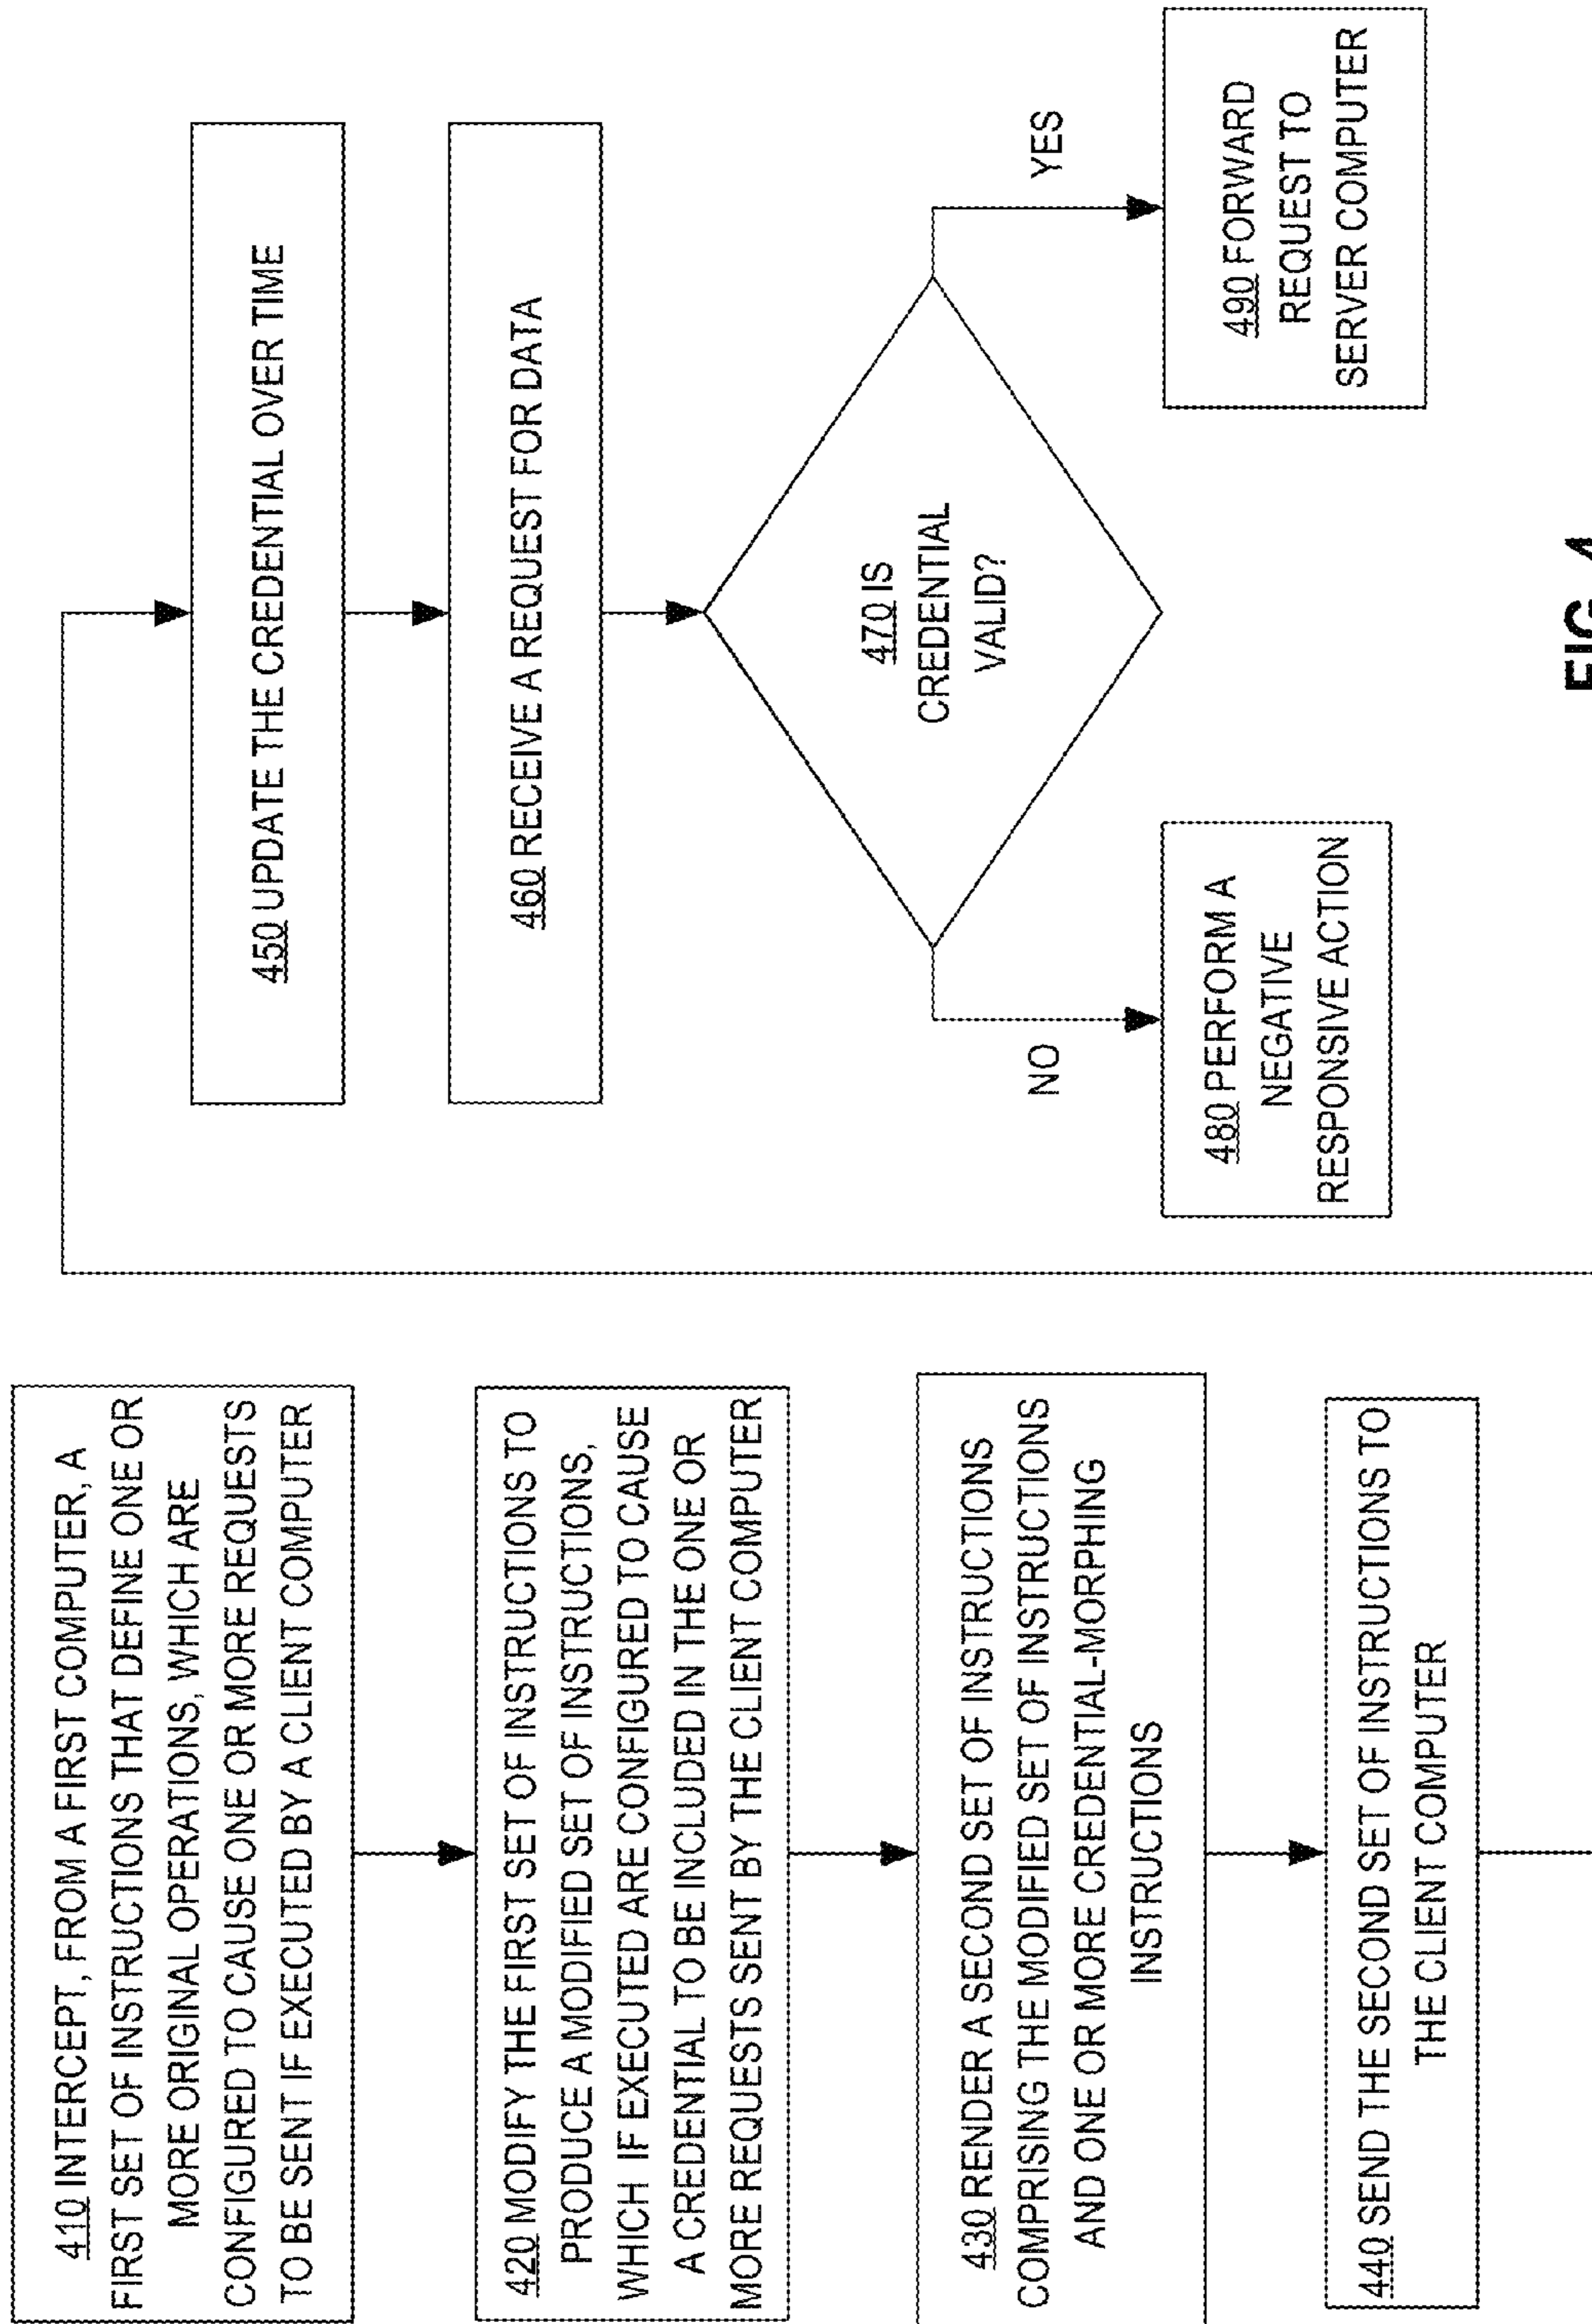 410 INTERCEPT, FROM A FIRST COMPUTER, A
FIRST SET OF INSTRUCTIONS THAT DEFINE ONE OR
MORE ORIGINAL OPERATIONS, WHICH ARE
CONFIGURED TO CAUSE ONE OR MORE REQUESTS
TO BE SENT IF EXECUTED BY A CLIENT COMPUTER
420 MODIFY THE FIRST SET OF INSTRUCTIONS TO
PRODUCE A MODIFIED SET OF INSTRUCTIONS,
WHICH IF EXECUTED ARE CONFIGURED TO CAUSE
A CREDENTIAL TO BE INCLUDED IN THE ONE OR
MORE REQUESTS SENT BY THE CLIENT COMPUTER
430 RENDER A SECOND SET OF INSTRUCTIONS
COMPRISING THE MODIFIED SET OF INSTRUCTIONS
AND ONE OR MORE CREDENTIAL-MORPHING
INSTRUCTIONS
440 SEND THE SECOND SET OF INSTRUCTIONS TO
THE CLIENT COMPUTER
450 UPDATE THE CREDENTIAL OVER TIME
460 RECEIVE A REQUEST FOR DATA
470 IS
CREDENTIAL
VALID?
NO
YES
480 PERFORM A
NEGATIVE
RESPONSIVE ACTION
490 FORWARD
REQUEST TO
SERVER COMPUTER
FIG. 4